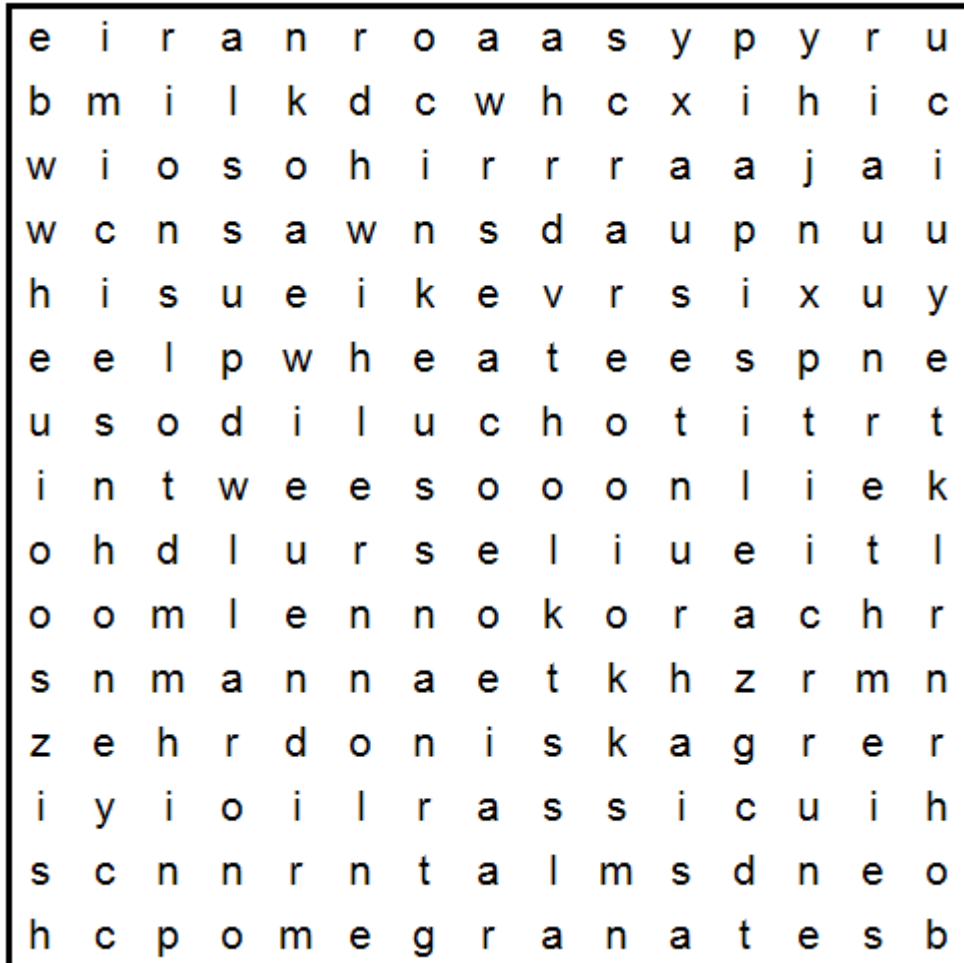 e i r a n r o a a s y p y r u
b m i l k d c w h c x i h i c
w i o s o h i r r r a a j a i
w c n s a w n s d a u p n u u
h i s u e i k e v r s i x u y
e e l p w h e a t e e s p n e
u s o d i l u c h o t i t r t
i n t w e e s o o o n l i e k
o h d l u r s e l i u e i t l
o o m l e n n o k o r a c h r
s n m a n n a e t k h z r m n
z e h r d o n i s k a g r e r
i y i o i l r a s s i c u i h
s c n n r n t a l m s d n e o
h c p o m e g r a n a t e s b